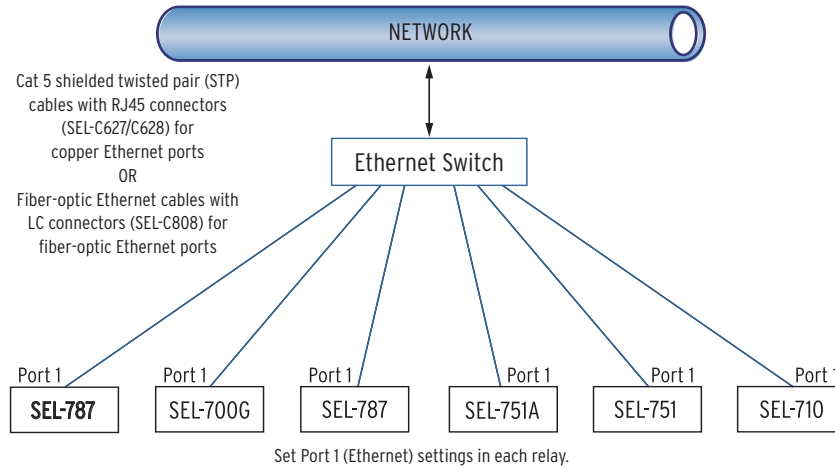 NETWORK
Cat 5 shielded twisted pair (STP)
cables with RJ45 connectors
(SEL-C627/C628) for
copper Ethernet ports
OR
Fiber-optic Ethernet cables with
LC connectors (SEL-C808) for
fiber-optic Ethernet ports
Ethernet Switch
Port 1
Port 1
Port 1
Port 1
Port 1
Port 1
SEL-787
SEL-700G
SEL-787
SEL-751A
SEL-751
SEL-710
Set Port 1 (Ethernet) settings in each relay.